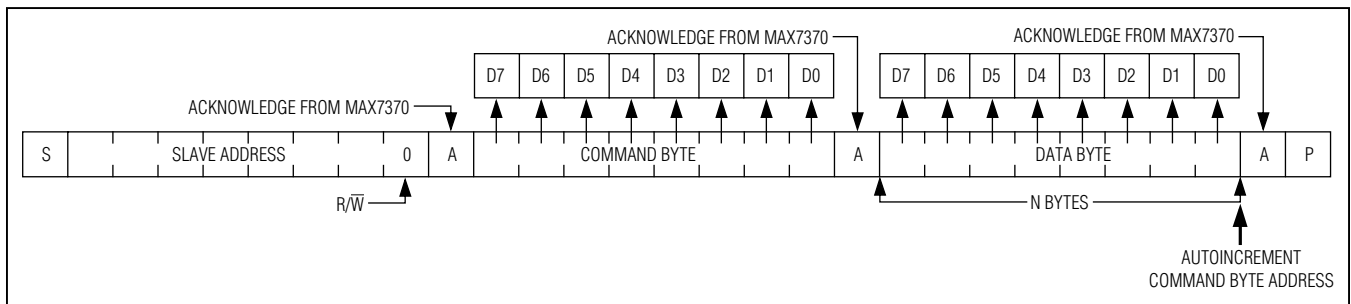 ACKNOWLEDGE FROM MAX7370 ACKNOWLEDGE FROM MAX7370
D7 D6 D5 D4 D3 D2 D1 D0 D7 D6 D5 D4 D3 D2 D1 D0
ACKNOWLEDGE FROM MAX7370
S SLAVE ADDRESS 0 A COMMAND BYTE A DATA BYTE A P
R/W̅ N BYTES
AUTOINCREMENT
COMMAND BYTE ADDRESS